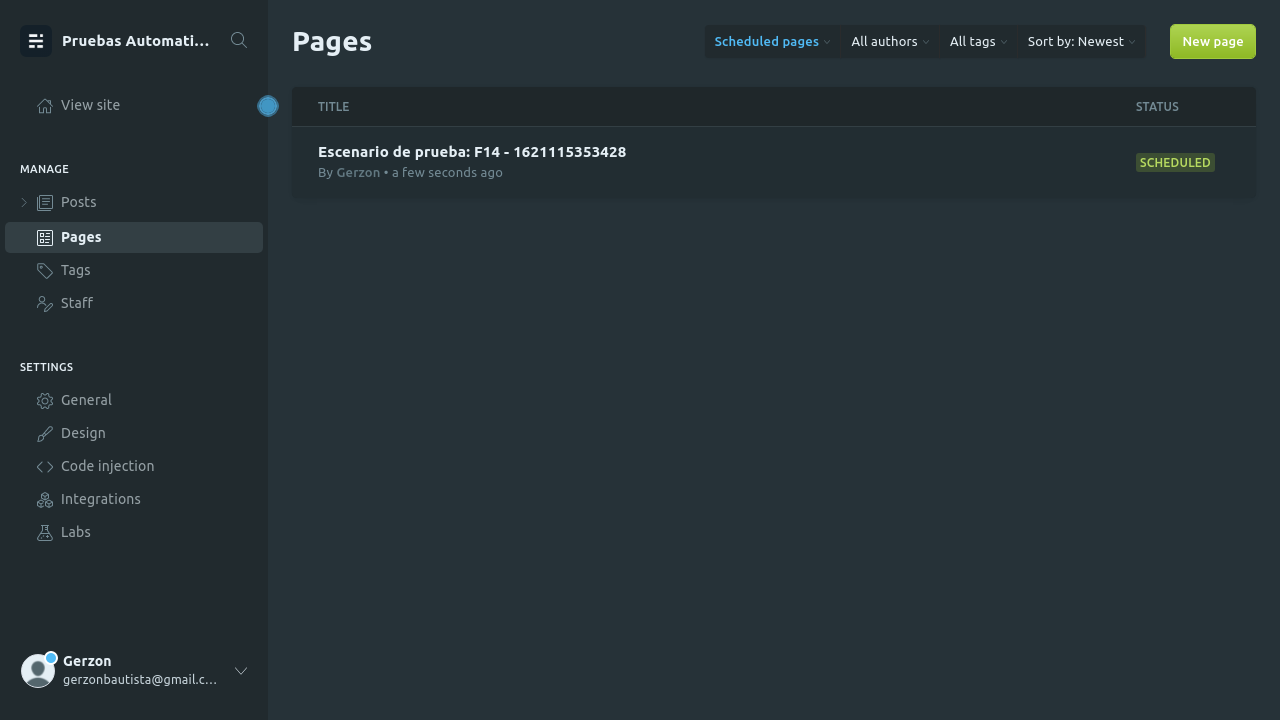 Pruebas Automati...
View site
MANAGE
Posts
Pages
Tags
Staff
SETTINGS
General
Design
Code injection
Integrations
Labs
Gerzon
gerzonbautista@gmail.c...
Pages
Scheduled pages
All authors
All tags
Sort by: Newest
New page
TITLE
STATUS
Escenario de prueba: F14 - 1621115353428
By Gerzon • a few seconds ago
SCHEDULED